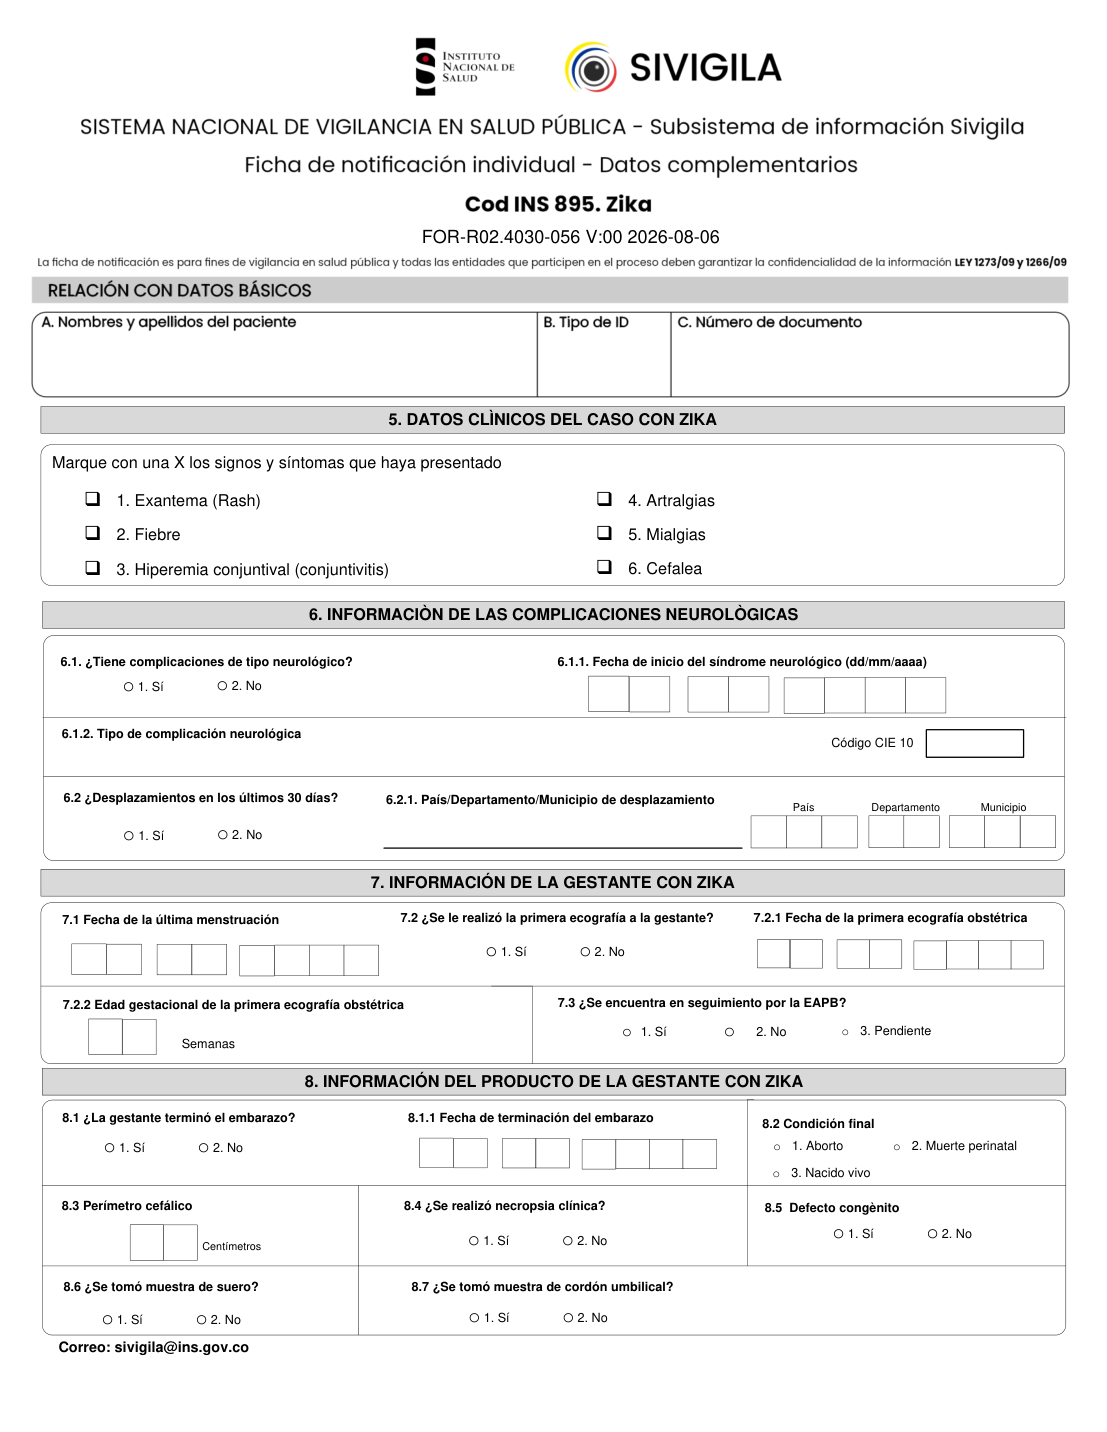 INSTITUTO
NACIONAL DE
SALUD
SIVIGILA
SISTEMA NACIONAL DE VIGILANCIA EN SALUD PÚBLICA - Subsistema de información Sivigila
Ficha de notificación individual - Datos complementarios
Cod INS 895. Zika
FOR-R02.4030-056 V:00 2026-08-06
La ficha de notificación es para fines de vigilancia en salud pública y todas las entidades que participen en el proceso deben garantizar la confidencialidad de la información LEY 1273/09 y 1266/09
RELACIÓN CON DATOS BÁSICOS
A. Nombres y apellidos del paciente B. Tipo de ID C. Número de documento
5. DATOS CLÌNICOS DEL CASO CON ZIKA
Marque con una X los signos y síntomas que haya presentado
❑ 1. Exantema (Rash) ❑ 4. Artralgias
❑ 2. Fiebre ❑ 5. Mialgias
❑ 3. Hiperemia conjuntival (conjuntivitis) ❑ 6. Cefalea
6. INFORMACIÒN DE LAS COMPLICACIONES NEUROLÒGICAS
6.1. ¿Tiene complicaciones de tipo neurológico? 6.1.1. Fecha de inicio del síndrome neurológico (dd/mm/aaaa)
○ 1. Sí ○ 2. No
6.1.2. Tipo de complicación neurológica Código CIE 10
6.2 ¿Desplazamientos en los últimos 30 días? 6.2.1. País/Departamento/Municipio de desplazamiento País Departamento Municipio
○ 1. Sí ○ 2. No
7. INFORMACIÓN DE LA GESTANTE CON ZIKA
7.1 Fecha de la última menstruación 7.2 ¿Se le realizó la primera ecografía a la gestante? 7.2.1 Fecha de la primera ecografía obstétrica
○ 1. Sí ○ 2. No
7.2.2 Edad gestacional de la primera ecografía obstétrica 7.3 ¿Se encuentra en seguimiento por la EAPB?
Semanas ○ 1. Sí ○ 2. No ○ 3. Pendiente
8. INFORMACIÓN DEL PRODUCTO DE LA GESTANTE CON ZIKA
8.1 ¿La gestante terminó el embarazo? 8.1.1 Fecha de terminación del embarazo 8.2 Condición final
○ 1. Sí ○ 2. No ○ 1. Aborto ○ 2. Muerte perinatal
○ 3. Nacido vivo
8.3 Perímetro cefálico 8.4 ¿Se realizó necropsia clínica? 8.5 Defecto congènito
Centímetros ○ 1. Sí ○ 2. No ○ 1. Sí ○ 2. No
8.6 ¿Se tomó muestra de suero? 8.7 ¿Se tomó muestra de cordón umbilical?
○ 1. Sí ○ 2. No ○ 1. Sí ○ 2. No
Correo: sivigila@ins.gov.co